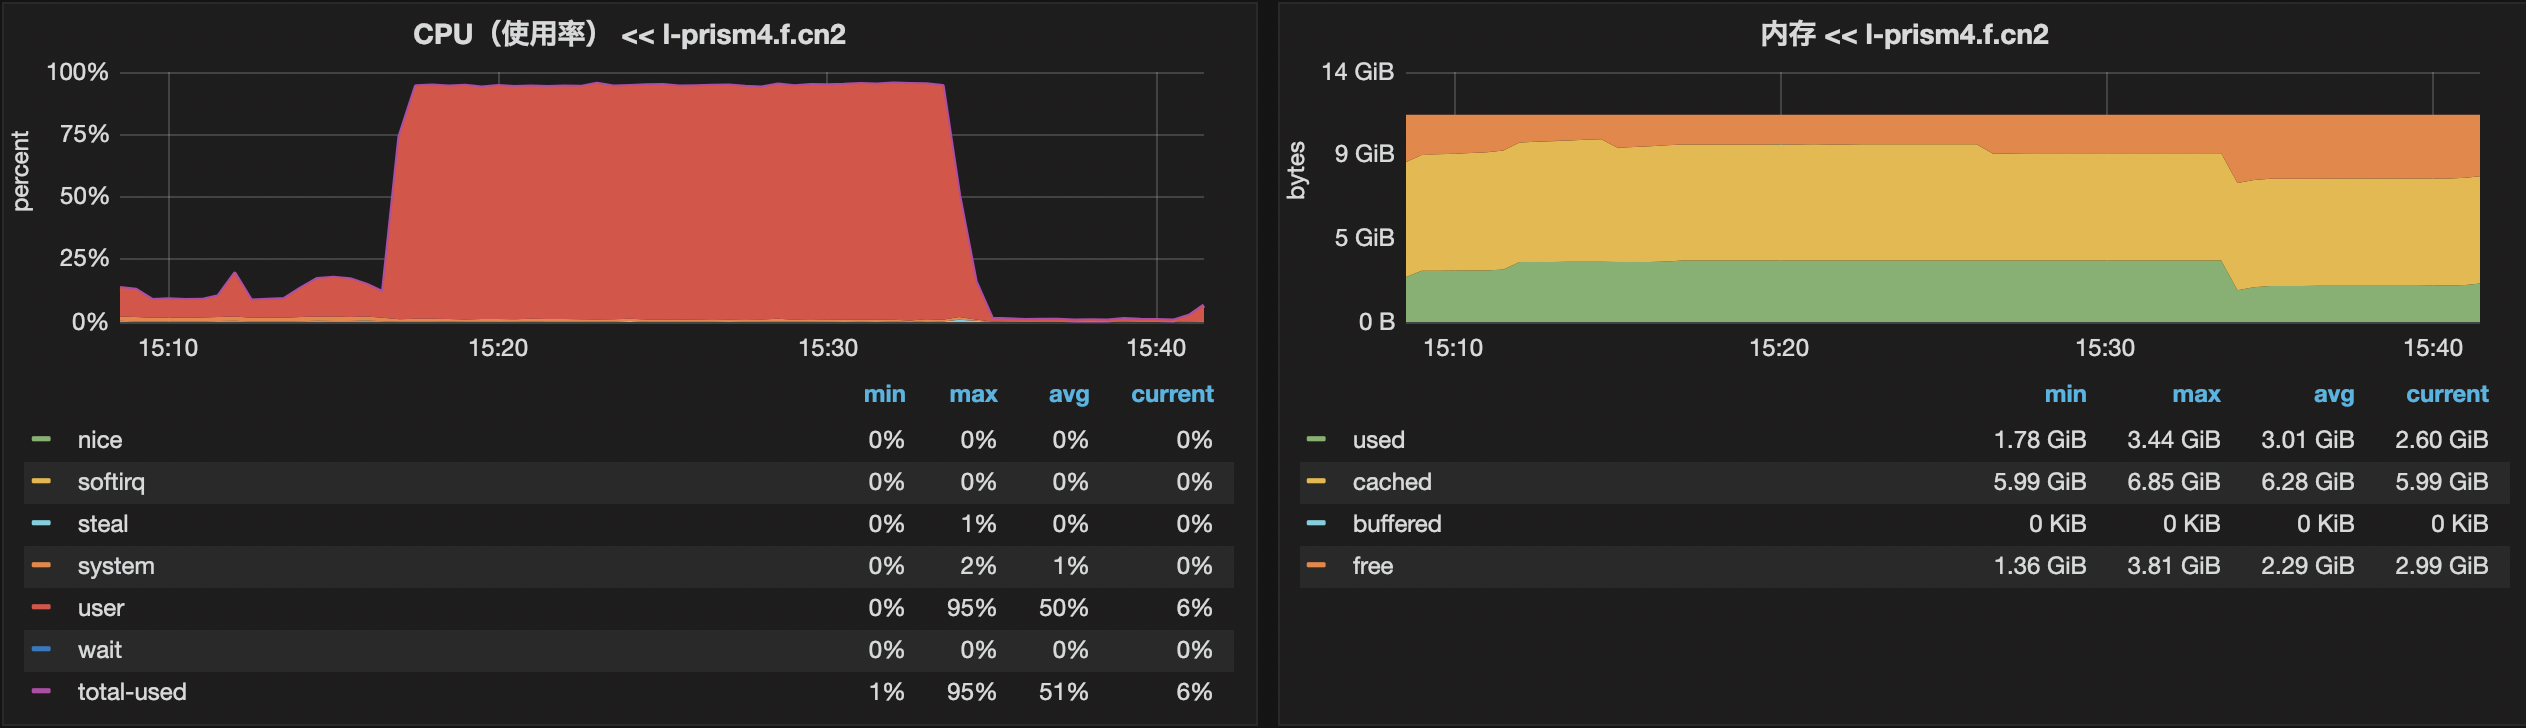 CPU（使用率） << l-prism4.f.cn2
100%
75%
50%
25%
0%
percent
15:10 15:20 15:30 15:40
min max avg current
nice 0% 0% 0% 0%
softirq 0% 0% 0% 0%
steal 0% 1% 0% 0%
system 0% 2% 1% 0%
user 0% 95% 50% 6%
wait 0% 0% 0% 0%
total-used 1% 95% 51% 6%
内存 << l-prism4.f.cn2
14 GiB
9 GiB
5 GiB
0 B
bytes
15:10 15:20 15:30 15:40
min max avg current
used 1.78 GiB 3.44 GiB 3.01 GiB 2.60 GiB
cached 5.99 GiB 6.85 GiB 6.28 GiB 5.99 GiB
buffered 0 KiB 0 KiB 0 KiB 0 KiB
free 1.36 GiB 3.81 GiB 2.29 GiB 2.99 GiB